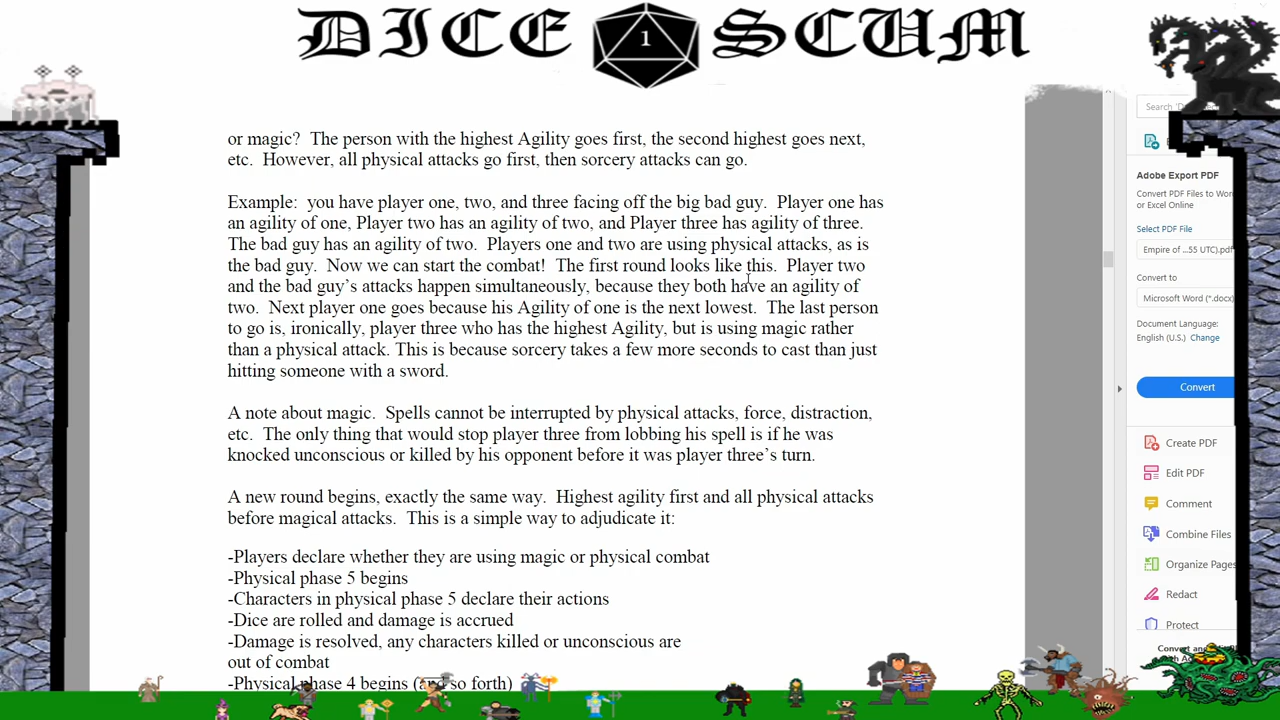 DICE 1 SCUM
or magic?  The person with the highest Agility goes first, the second highest goes next,
etc.  However, all physical attacks go first, then sorcery attacks can go.
Example:  you have player one, two, and three facing off the big bad guy.  Player one has
an agility of one, Player two has an agility of two, and Player three has agility of three.
The bad guy has an agility of two.  Players one and two are using physical attacks, as is
the bad guy.  Now we can start the combat!  The first round looks like this.  Player two
and the bad guy's attacks happen simultaneously, because they both have an agility of
two.  Next player one goes because his Agility of one is the next lowest.  The last person
to go is, ironically, player three who has the highest Agility, but is using magic rather
than a physical attack. This is because sorcery takes a few more seconds to cast than just
hitting someone with a sword.
A note about magic.  Spells cannot be interrupted by physical attacks, force, distraction,
etc.  The only thing that would stop player three from lobbing his spell is if he was
knocked unconscious or killed by his opponent before it was player three's turn.
A new round begins, exactly the same way.  Highest agility first and all physical attacks
before magical attacks.  This is a simple way to adjudicate it:
-Players declare whether they are using magic or physical combat
-Physical phase 5 begins
-Characters in physical phase 5 declare their actions
-Dice are rolled and damage is accrued
-Damage is resolved, any characters killed or unconscious are
out of combat
-Physical phase 4 begins (and so forth)
Search
Adobe Export PDF
Convert PDF Files to Wor
or Excel Online
Select PDF File
Empire of ...55 UTC).pdf
Convert to
Microsoft Word (*.docx)
Document Language:
English (U.S.) Change
Convert
Create PDF
Edit PDF
Comment
Combine Files
Organize Pages
Redact
Protect